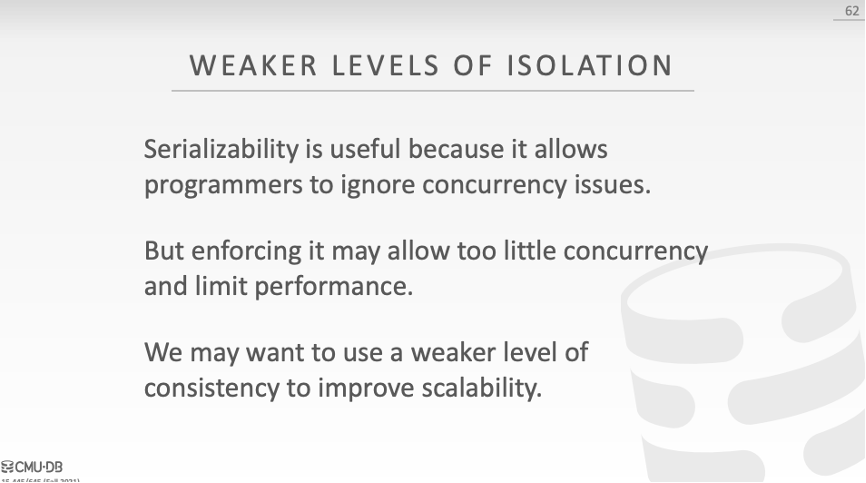 62
WEAKER LEVELS OF ISOLATION
Serializability is useful because it allows
programmers to ignore concurrency issues.
But enforcing it may allow too little concurrency
and limit performance.
We may want to use a weaker level of
consistency to improve scalability.
CMU·DB
15-445/645 (Fall 2021)